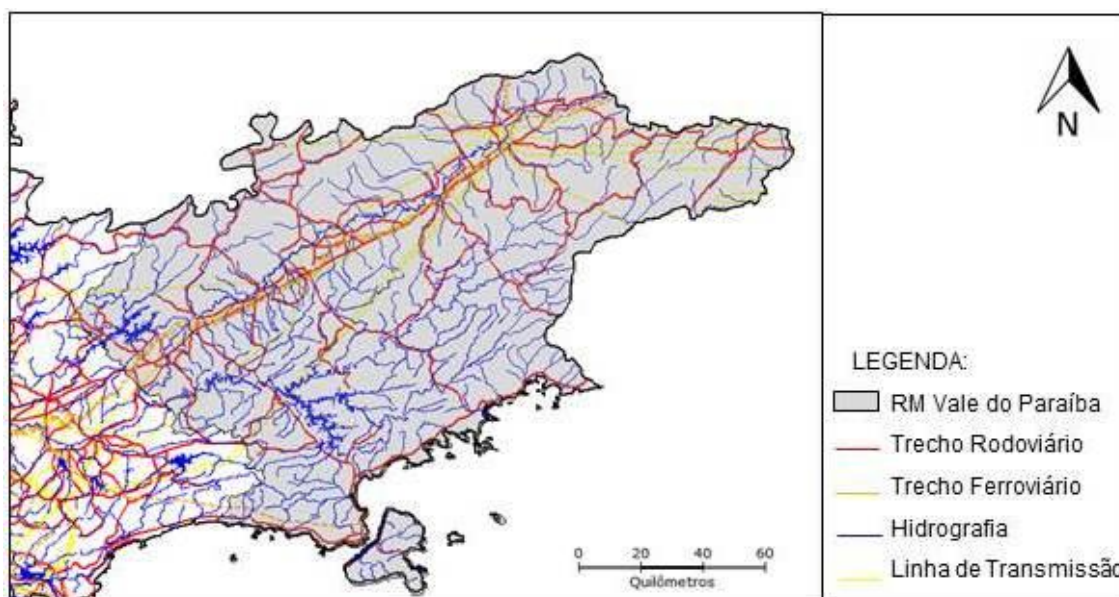 N
LEGENDA:
RM Vale do Paraíba
Trecho Rodoviário
Trecho Ferroviário
Hidrografia
Linha de Transmissão
0 20 40 60
Quilômetros